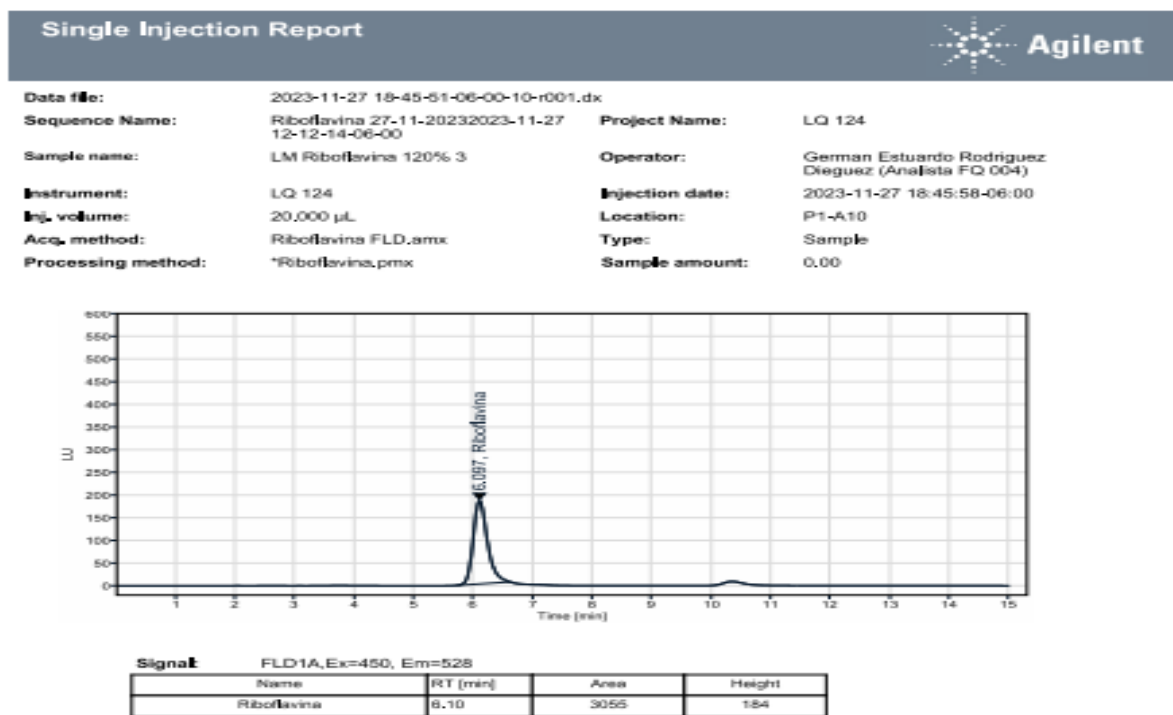 Single Injection Report
Agilent
Data file: 2023-11-27 18-45-51-06-00-10-r001.dx
Sequence Name: Riboflavina 27-11-20232023-11-27 Project Name: LQ 124
12-12-14-06-00
Sample name: LM Riboflavina 120% 3 Operator: German Estuardo Rodriguez
Dieguez (Analista FQ 004)
Instrument: LQ 124 Injection date: 2023-11-27 18:45:58-06:00
Inj. volume: 20.000 µL Location: P1-A10
Acq. method: Riboflavina FLD.amx Type: Sample
Processing method: *Riboflavina.pmx Sample amount: 0.00
600
550
500
450
400
350
300
250
200
150
100
50
0
LU
6.097, Riboflavina
1 2 3 4 5 6 7 8 9 10 11 12 13 14 15
Time [min]
Signal: FLD1A,Ex=450, Em=528
Name RT [min] Area Height
Riboflavina 6.10 3055 184